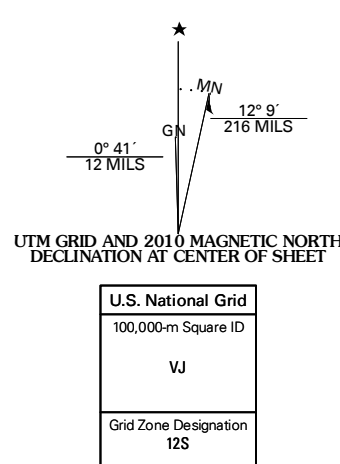 ★
MN
GN
12° 9´
216 MILS
0° 41´
12 MILS
UTM GRID AND 2010 MAGNETIC NORTH
DECLINATION AT CENTER OF SHEET
U.S. National Grid
100,000-m Square ID
VJ
Grid Zone Designation
12S